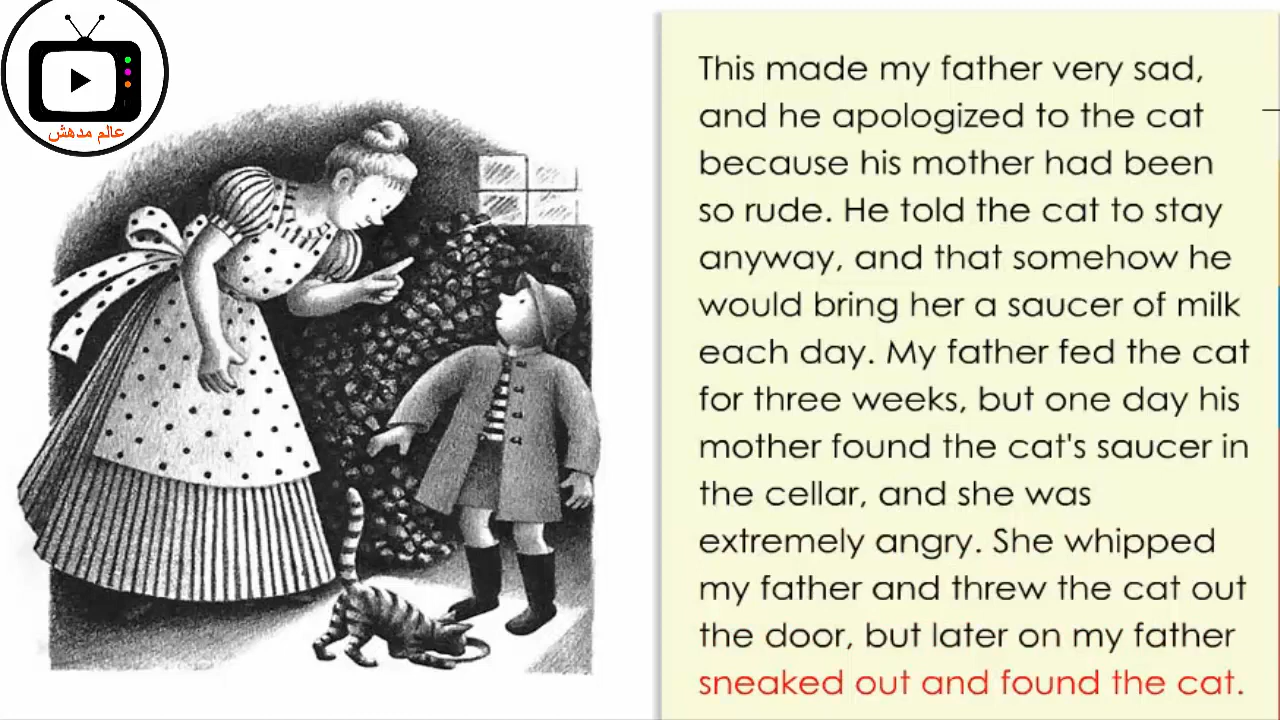 عالم مدهش
This made my father very sad,
and he apologized to the cat
because his mother had been
so rude. He told the cat to stay
anyway, and that somehow he
would bring her a saucer of milk
each day. My father fed the cat
for three weeks, but one day his
mother found the cat's saucer in
the cellar, and she was
extremely angry. She whipped
my father and threw the cat out
the door, but later on my father
sneaked out and found the cat.